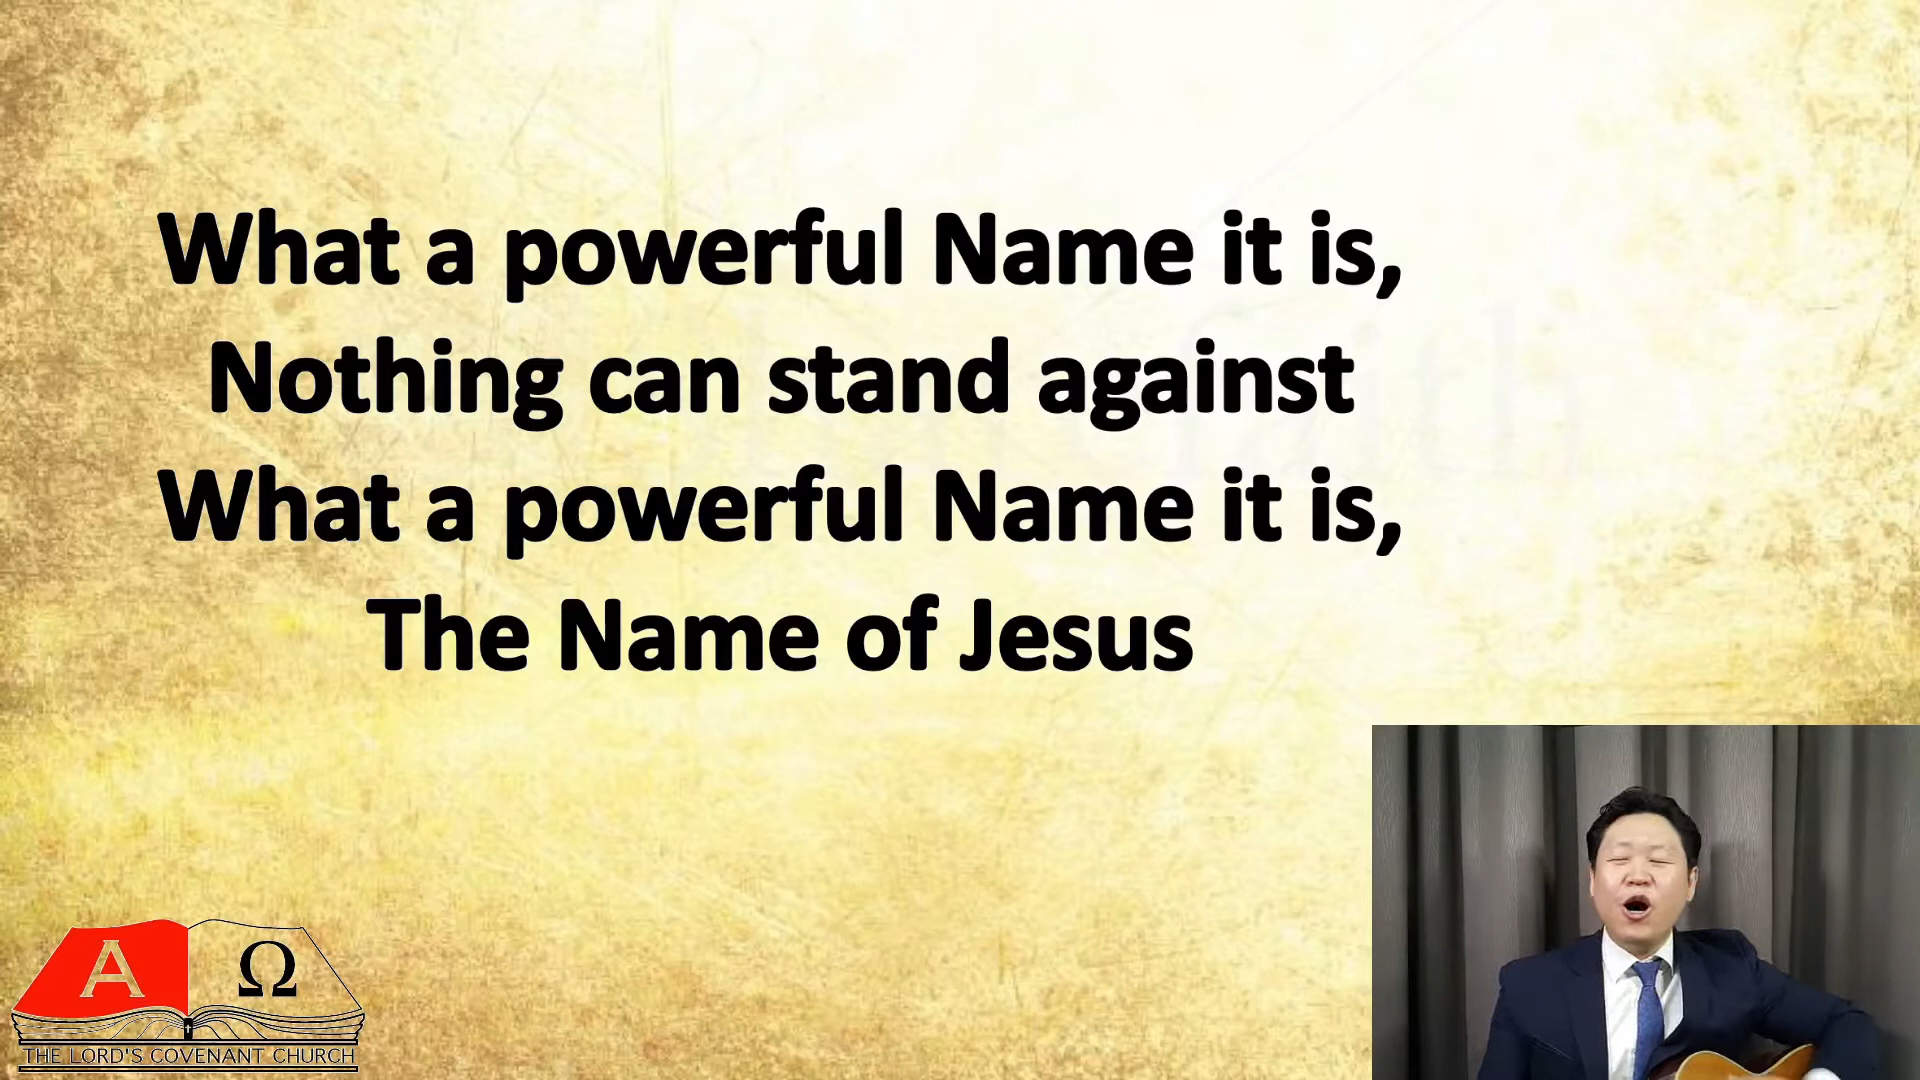 What a powerful Name it is,
Nothing can stand against
What a powerful Name it is,
The Name of Jesus
A Ω
THE LORD'S COVENANT CHURCH